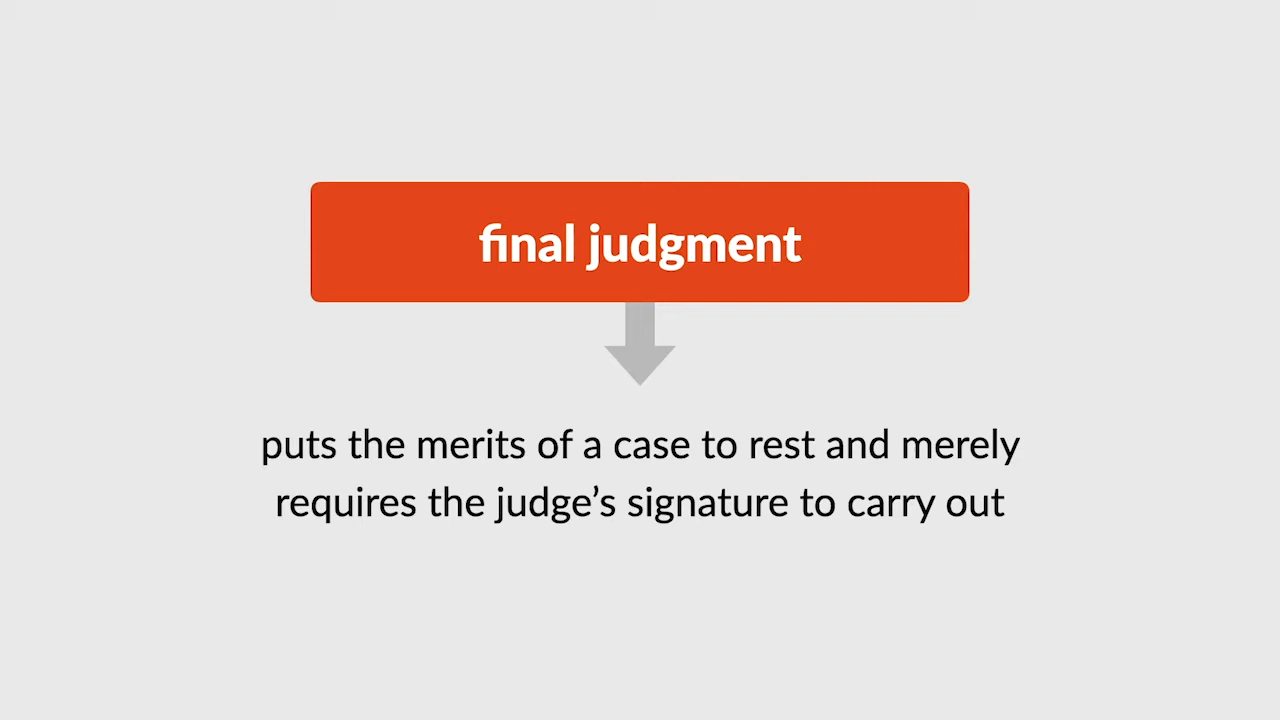 final judgment
puts the merits of a case to rest and merely
requires the judge’s signature to carry out